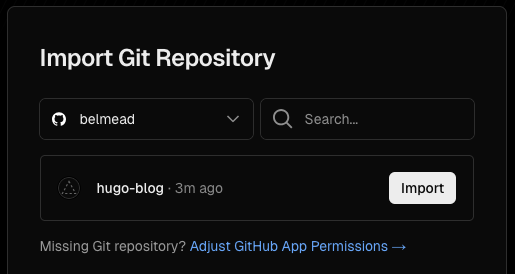 Import Git Repository
belmead
Search...
hugo-blog · 3m ago
Import
Missing Git repository? Adjust GitHub App Permissions →